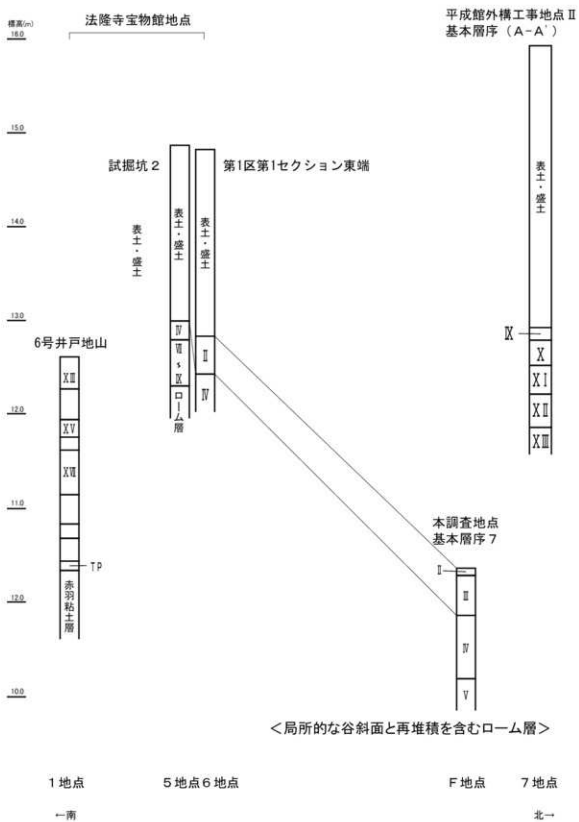 標高(m)
16.0
15.0
14.0
13.0
12.0
11.0
12.0
10.0
法隆寺宝物館地点
平成館外構工事地点Ⅱ
基本層序(A-A')
試掘坑2
第1区第1セクション東端
表土・盛土
表土・盛土
Ⅳ
Ⅶ
ξ
Ⅸ
ローム層
表土・盛土
Ⅱ
Ⅳ
6号井戸地山
ⅩⅢ
ⅩⅤ
ⅩⅦ
TP
赤羽粘土層
表土・盛土
Ⅸ
Ⅹ
ⅩⅠ
ⅩⅡ
ⅩⅢ
本調査地点
基本層序7
Ⅱ
Ⅲ
Ⅳ
Ⅴ
<局所的な谷斜面と再堆積を含むローム層>
1地点 5地点6地点 F地点 7地点
←南 北→